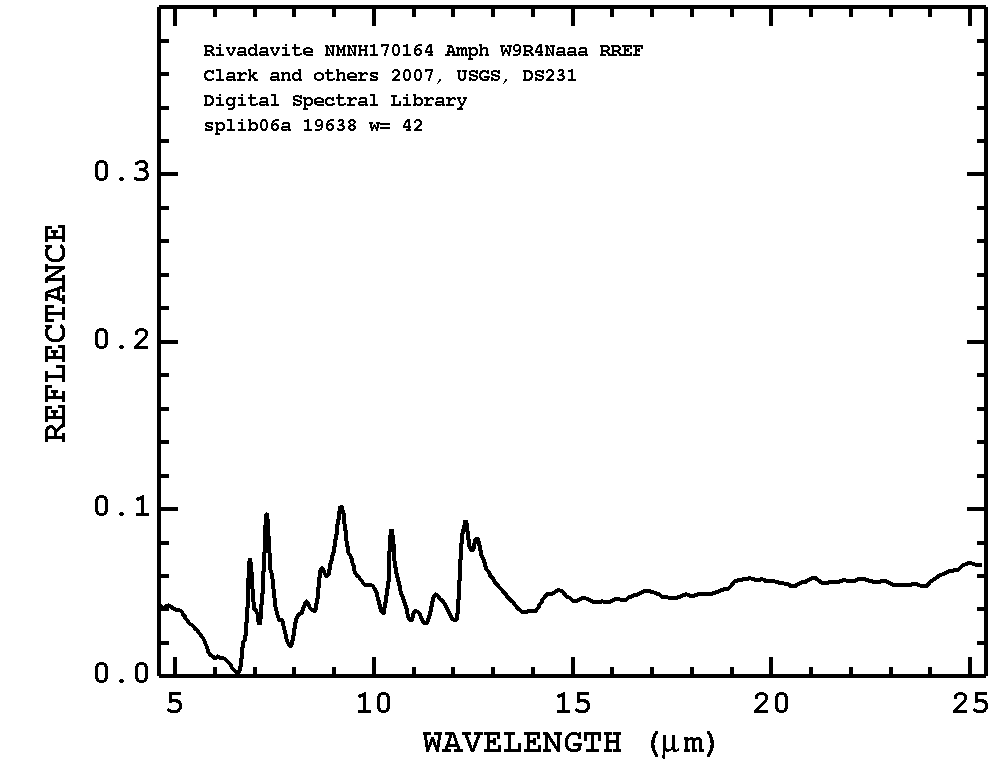 Rivadavite NMNH170164 Amph W9R4Naaa RREF
Clark and others 2007, USGS, DS231
Digital Spectral Library
splib06a 19638 w= 42
REFLECTANCE
0.3
0.2
0.1
0.0
5 10 15 20 25
WAVELENGTH (μm)